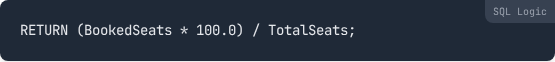 SQL Logic
RETURN (BookedSeats * 100.0) / TotalSeats;